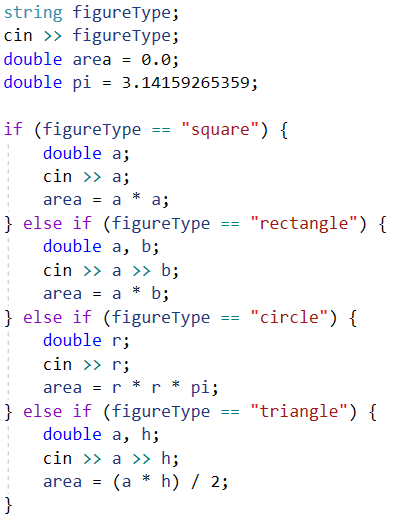 string figureType;
cin >> figureType;
double area = 0.0;
double pi = 3.14159265359;
if (figureType == "square") {
    double a;
    cin >> a;
    area = a * a;
} else if (figureType == "rectangle") {
    double a, b;
    cin >> a >> b;
    area = a * b;
} else if (figureType == "circle") {
    double r;
    cin >> r;
    area = r * r * pi;
} else if (figureType == "triangle") {
    double a, h;
    cin >> a >> h;
    area = (a * h) / 2;
}